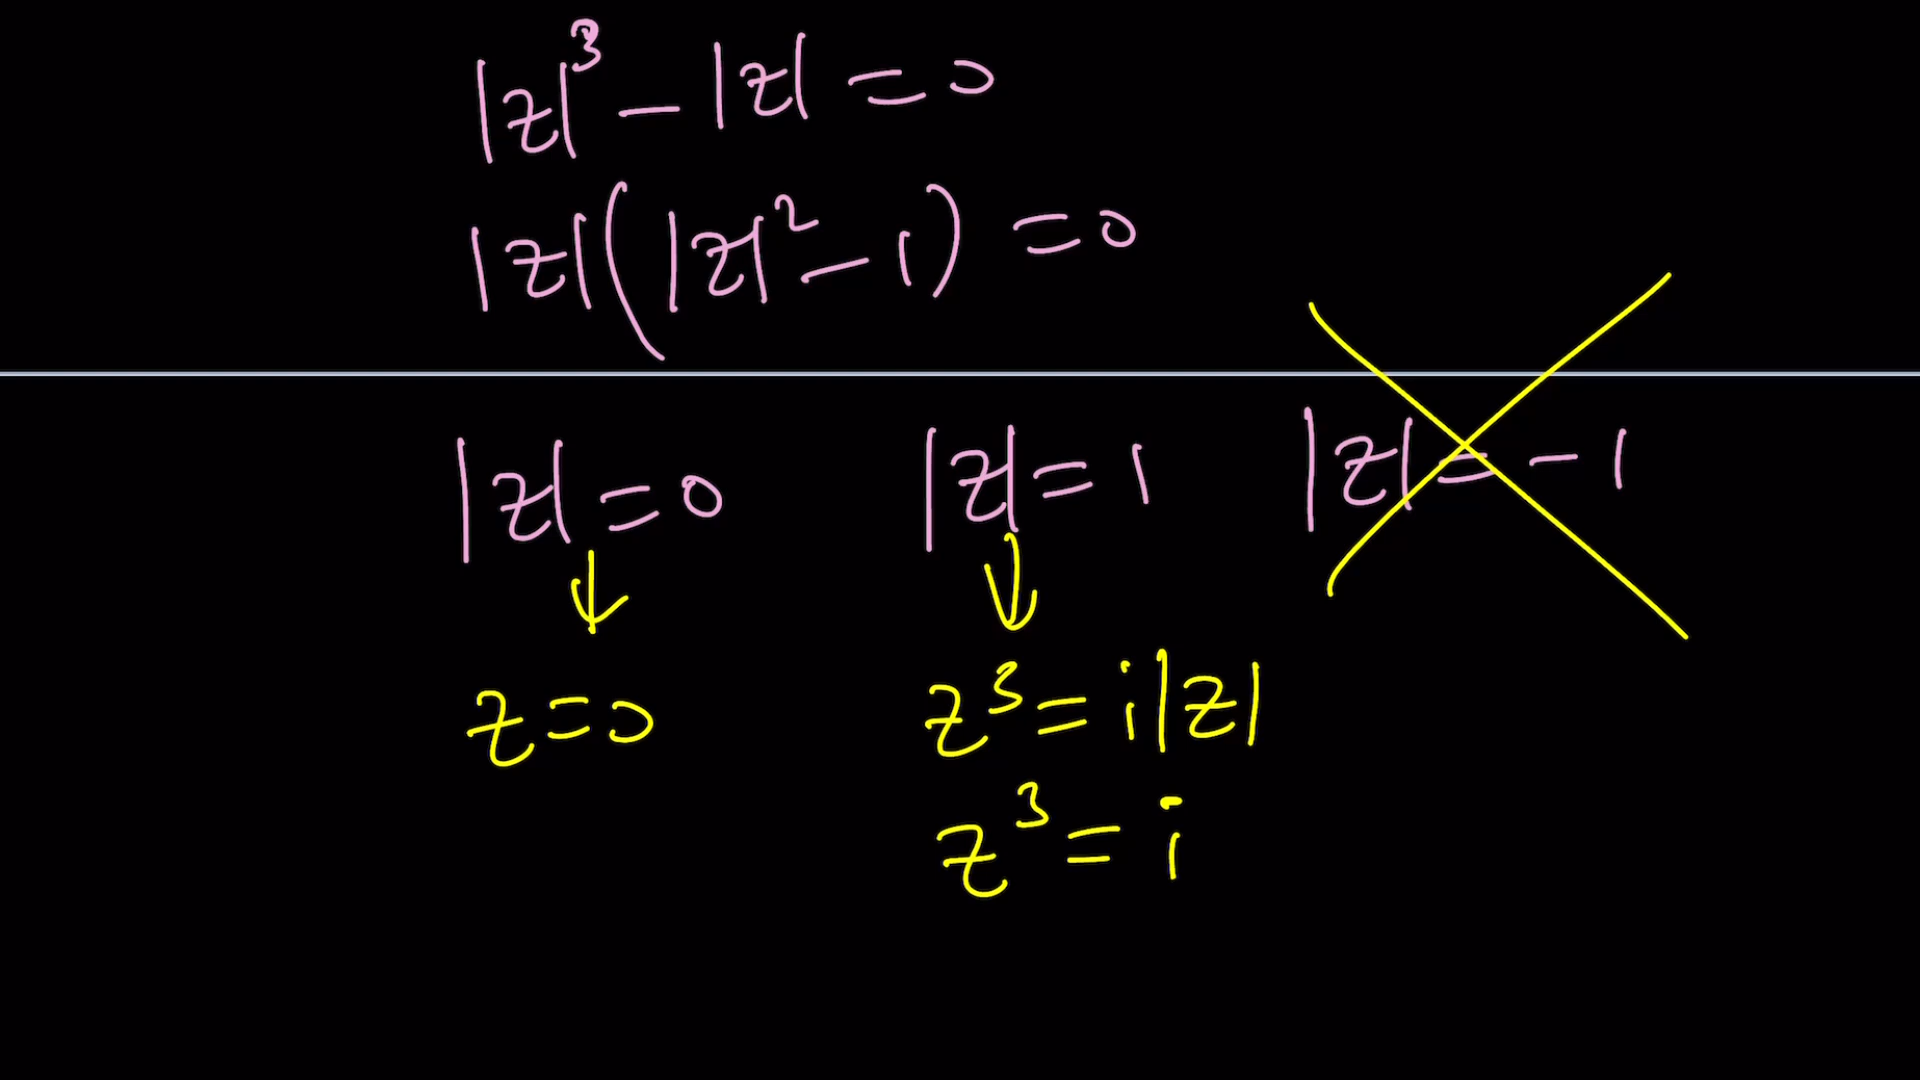 |z|³ − |z| = 0
|z|(|z|² − 1) = 0
|z| = 0 |z| = 1 |z| = −1
↓ ↓
z = 0 z³ = i|z|
z³ = i